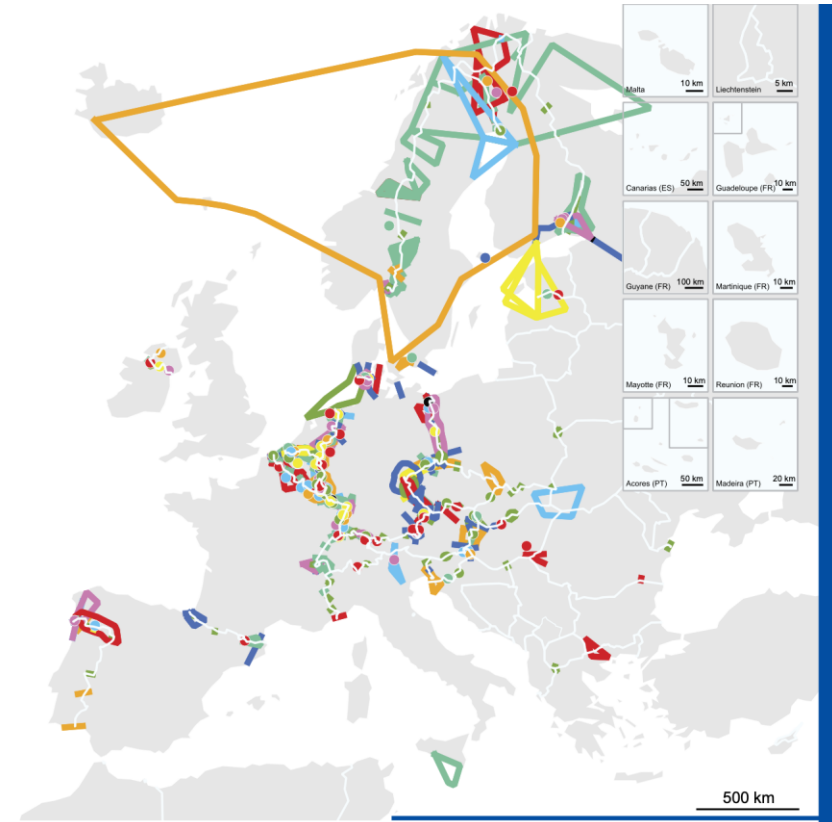 Malta
10 km
Liechtenstein
5 km
Canarias (ES)
50 km
Guadeloupe (FR)
10 km
Guyane (FR)
100 km
Martinique (FR)
10 km
Mayotte (FR)
10 km
Reunion (FR)
10 km
Acores (PT)
50 km
Madeira (PT)
20 km
500 km